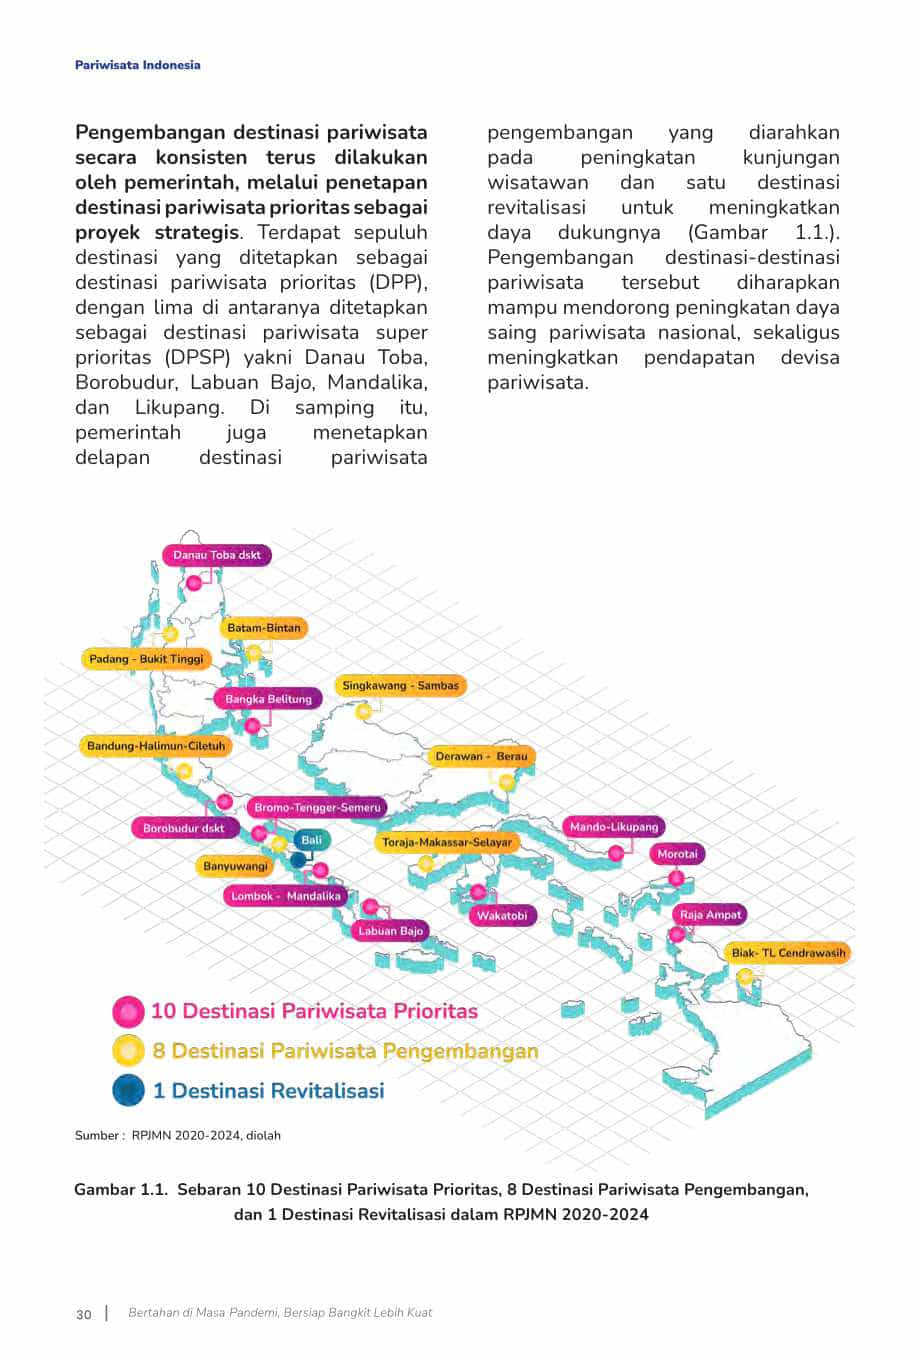 Pariwisata Indonesia
Pengembangan destinasi pariwisata
secara konsisten terus dilakukan
oleh pemerintah, melalui penetapan
destinasi pariwisata prioritas sebagai
proyek strategis. Terdapat sepuluh
destinasi yang ditetapkan sebagai
destinasi pariwisata prioritas (DPP),
dengan lima di antaranya ditetapkan
sebagai destinasi pariwisata super
prioritas (DPSP) yakni Danau Toba,
Borobudur, Labuan Bajo, Mandalika,
dan Likupang. Di samping itu,
pemerintah juga menetapkan
delapan destinasi pariwisata
pengembangan yang diarahkan
pada peningkatan kunjungan
wisatawan dan satu destinasi
revitalisasi untuk meningkatkan
daya dukungnya (Gambar 1.1.).
Pengembangan destinasi-destinasi
pariwisata tersebut diharapkan
mampu mendorong peningkatan daya
saing pariwisata nasional, sekaligus
meningkatkan pendapatan devisa
pariwisata.
Danau Toba dskt
Batam-Bintan
Padang - Bukit Tinggi
Singkawang - Sambas
Bangka Belitung
Bandung-Halimun-Ciletuh
Derawan - Berau
Bromo-Tengger-Semeru
Borobudur dskt
Mando-Likupang
Bali
Toraja-Makassar-Selayar
Morotai
Banyuwangi
Lombok - Mandalika
Wakatobi
Raja Ampat
Labuan Bajo
Biak- TL Cendrawasih
10 Destinasi Pariwisata Prioritas
8 Destinasi Pariwisata Pengembangan
1 Destinasi Revitalisasi
Sumber : RPJMN 2020-2024, diolah
Gambar 1.1. Sebaran 10 Destinasi Pariwisata Prioritas, 8 Destinasi Pariwisata Pengembangan,
dan 1 Destinasi Revitalisasi dalam RPJMN 2020-2024
30 | Bertahan di Masa Pandemi, Bersiap Bangkit Lebih Kuat